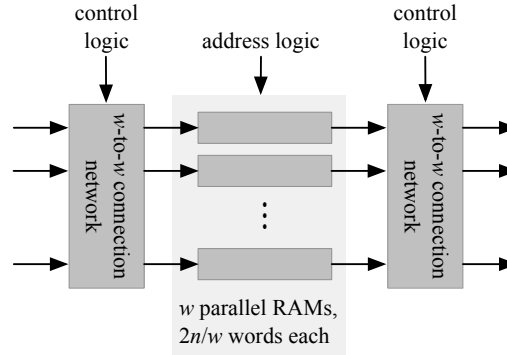 control
logic
address logic
control
logic
w-to-w connection
network
w-to-w connection
network
w parallel RAMs,
2n/w words each